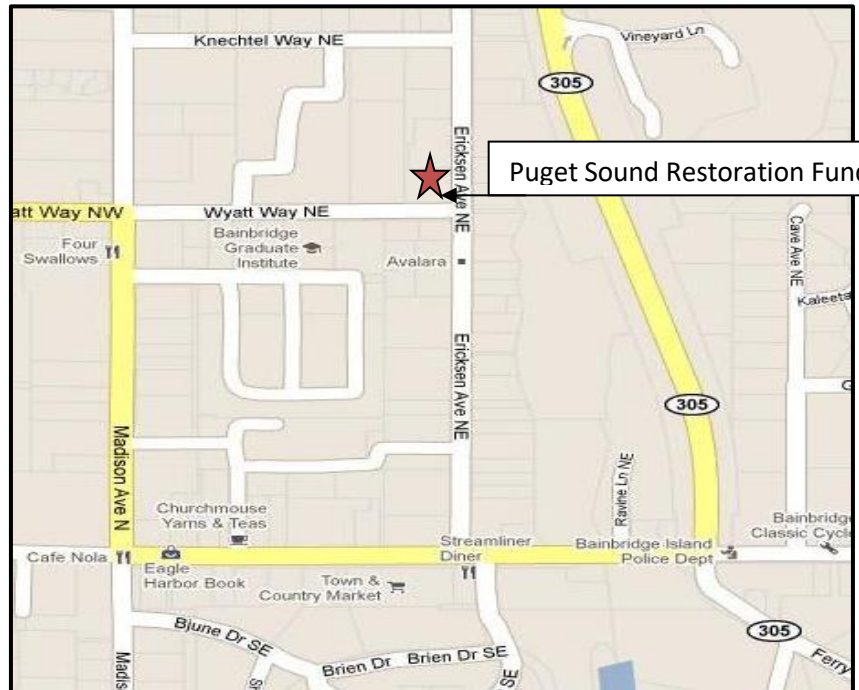 Knechtel Way NE
Vineyard Ln
305
Ericksen Ave NE
Puget Sound Restoration Fund
att Way NW
Wyatt Way NE
Cave Ave NE
Four
Swallows
Bainbridge
Graduate
Institute
Avalara
Kaleeta
Ericksen Ave NE
305
G
Madison Ave N
Ravine Ln NE
Churchmouse
Yarns & Teas
Bainbridge
Classic Cycle
Streamliner
Diner
Bainbridge Island
Police Dept
Cafe Nola
Eagle
Harbor Book
Town &
Country Market
Bjune Dr SE
305
Madis
Brien Dr
Brien Dr SE
SE
Ferry